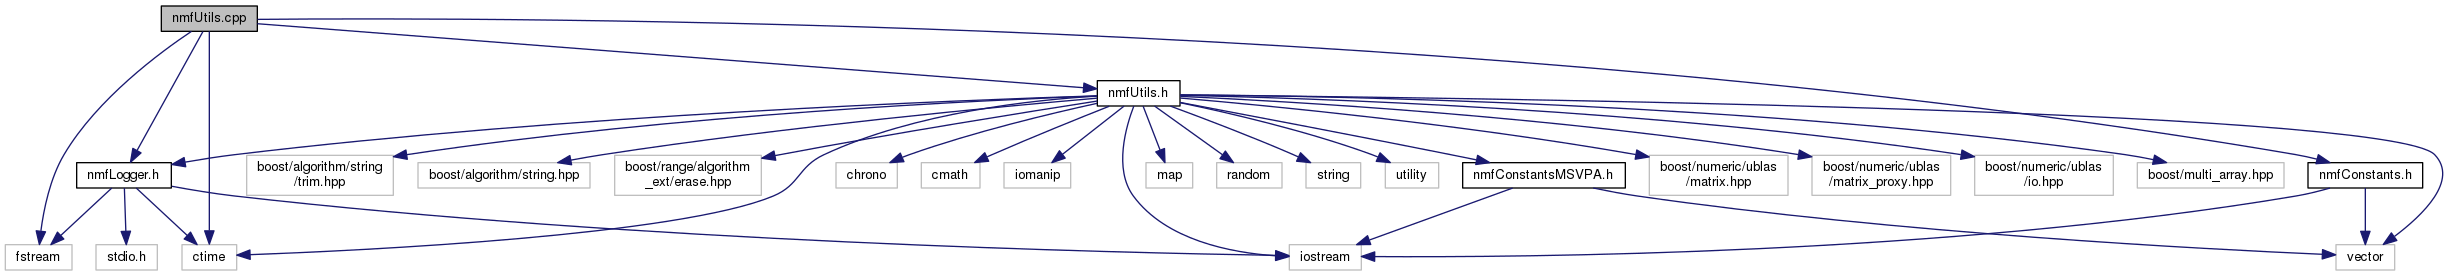 nmfUtils.cpp
nmfUtils.h
nmfLogger.h
boost/algorithm/string
/trim.hpp
boost/algorithm/string.hpp
boost/range/algorithm
_ext/erase.hpp
chrono
cmath
iomanip
map
random
string
utility
nmfConstantsMSVPA.h
boost/numeric/ublas
/matrix.hpp
boost/numeric/ublas
/matrix_proxy.hpp
boost/numeric/ublas
/io.hpp
boost/multi_array.hpp
nmfConstants.h
fstream
stdio.h
ctime
iostream
vector